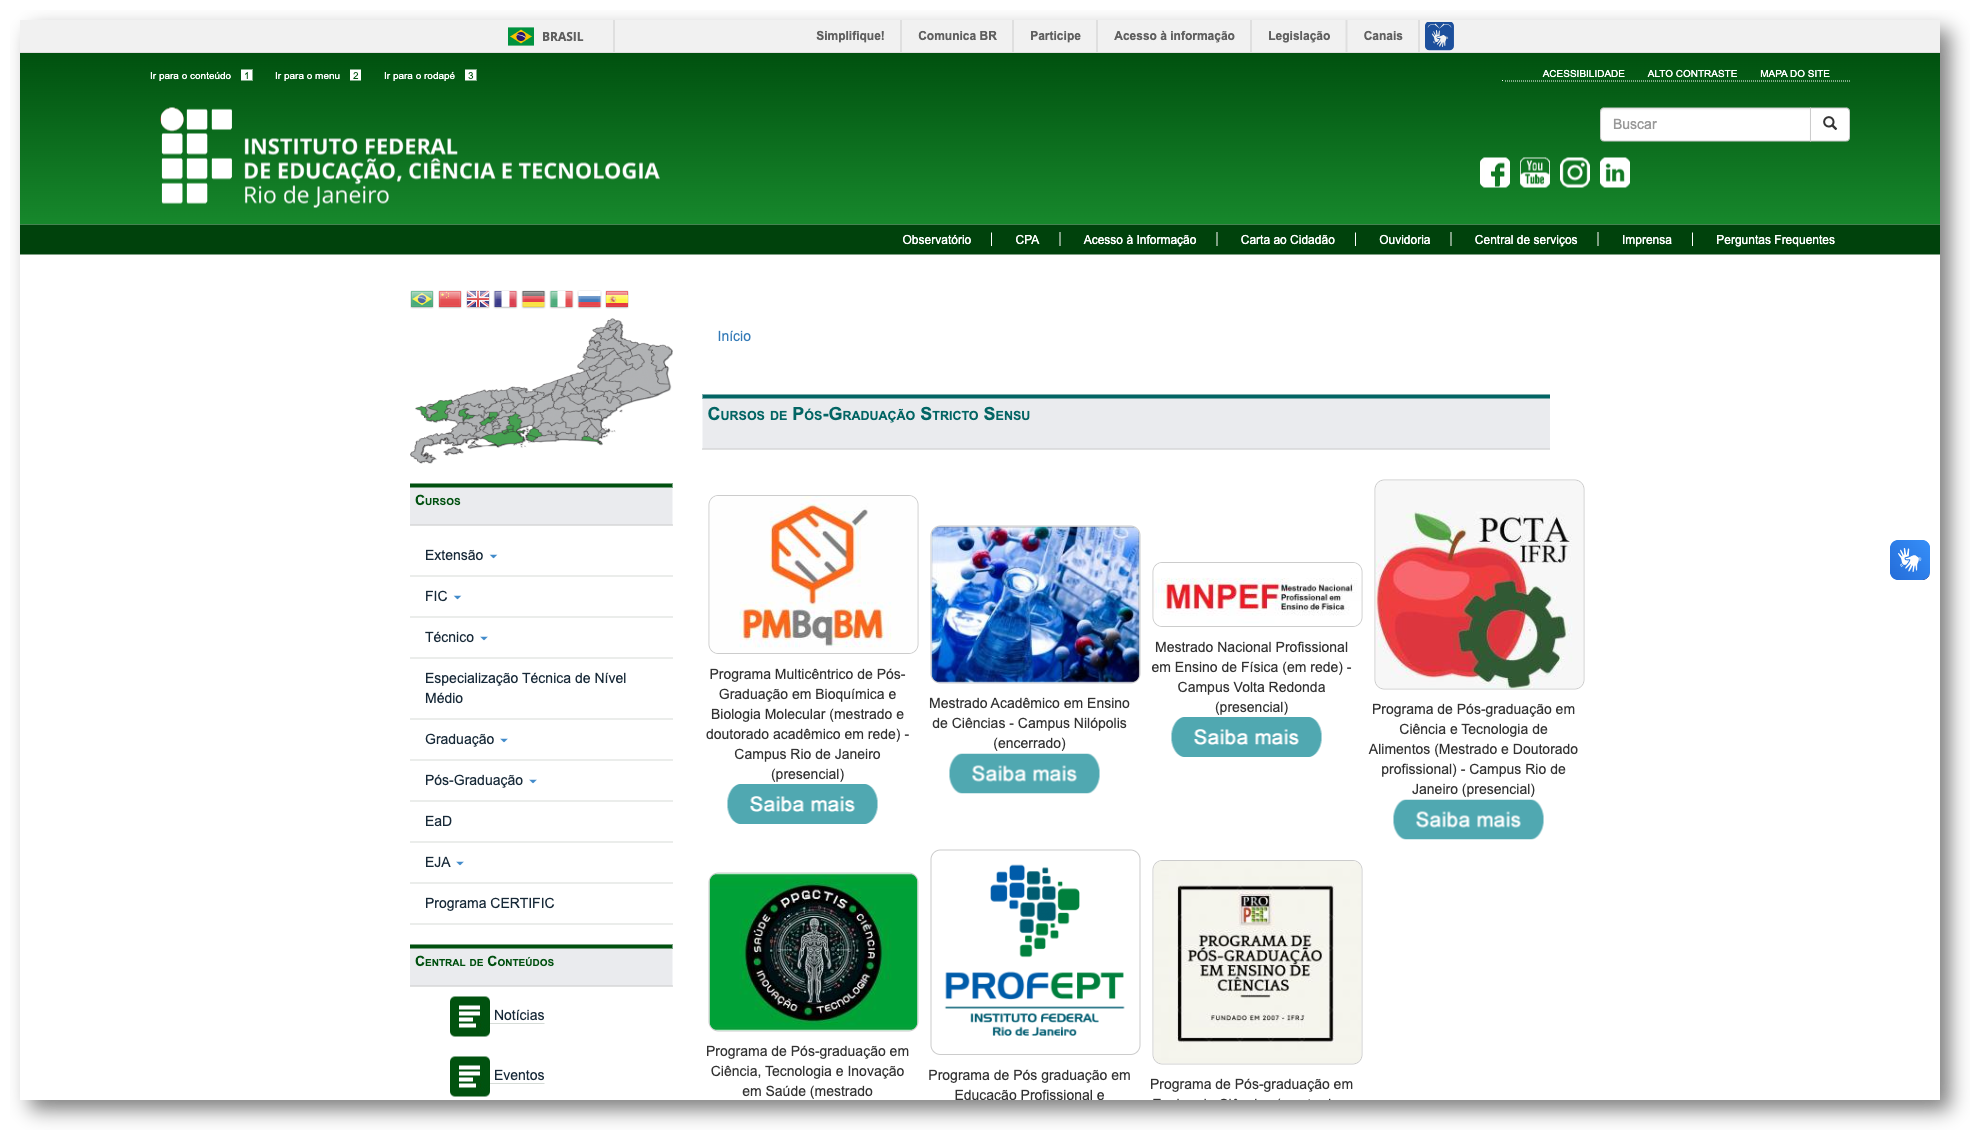 BRASIL
Simplifique!
Comunica BR
Participe
Acesso à informação
Legislação
Canais
Ir para o conteúdo 1
Ir para o menu 2
Ir para o rodapé 3
ACESSIBILIDADE
ALTO CONTRASTE
MAPA DO SITE
INSTITUTO FEDERAL
DE EDUCAÇÃO, CIÊNCIA E TECNOLOGIA
Rio de Janeiro
Buscar
You
Tube
in
Observatório
CPA
Acesso à Informação
Carta ao Cidadão
Ouvidoria
Central de serviços
Imprensa
Perguntas Frequentes
Início
Cursos de Pós-Graduação Stricto Sensu
Cursos
Extensão
FIC
Técnico
Especialização Técnica de Nível
Médio
Graduação
Pós-Graduação
EaD
EJA
Programa CERTIFIC
Central de Conteúdos
Notícias
Eventos
PMBqBM
Programa Multicêntrico de Pós-
Graduação em Bioquímica e
Biologia Molecular (mestrado e
doutorado acadêmico em rede) -
Campus Rio de Janeiro
(presencial)
Saiba mais
Mestrado Acadêmico em Ensino
de Ciências - Campus Nilópolis
(encerrado)
Saiba mais
MNPEF
Mestrado Nacional
Profissional em
Ensino de Física
Mestrado Nacional Profissional
em Ensino de Física (em rede) -
Campus Volta Redonda
(presencial)
Saiba mais
PCTA
IFRJ
Programa de Pós-graduação em
Ciência e Tecnologia de
Alimentos (Mestrado e Doutorado
profissional) - Campus Rio de
Janeiro (presencial)
Saiba mais
PPGCTIS
SAÚDE
CIÊNCIA
INOVAÇÃO
TECNOLOGIA
Programa de Pós-graduação em
Ciência, Tecnologia e Inovação
em Saúde (mestrado
PROFEPT
INSTITUTO FEDERAL
Rio de Janeiro
Programa de Pós graduação em
Educação Profissional e
PRO
PEC
PROGRAMA DE
PÓS-GRADUAÇÃO
EM ENSINO DE
CIÊNCIAS
FUNDADO EM 2007 - IFRJ
Programa de Pós-graduação em